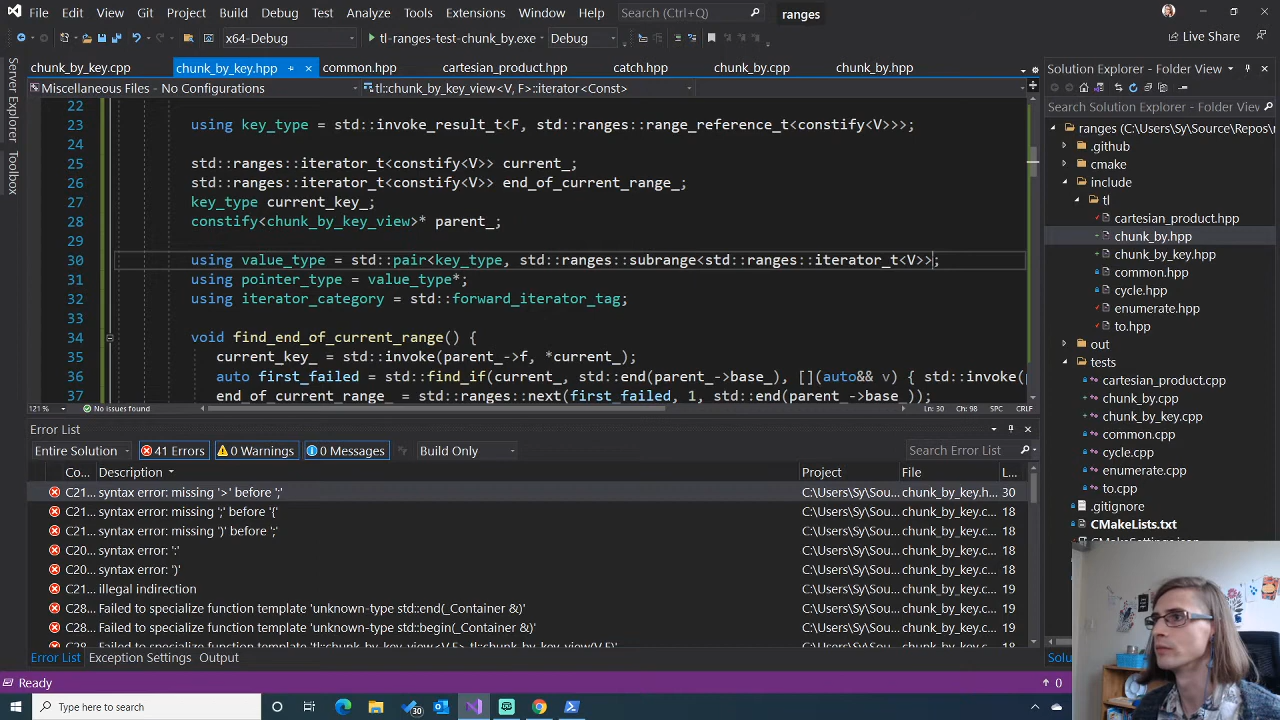 File Edit View Git Project Build Debug Test Analyze Tools Extensions Window Help Search (Ctrl+Q) ranges
x64-Debug tl-ranges-test-chunk_by.exe Debug Live Share
chunk_by_key.cpp chunk_by_key.hpp common.hpp cartesian_product.hpp catch.hpp chunk_by.cpp chunk_by.hpp
Miscellaneous Files - No Configurations tl::chunk_by_key_view<V, F>::iterator<Const>
Server Explorer
Toolbox
22
23 using key_type = std::invoke_result_t<F, std::ranges::range_reference_t<constify<V>>>;
24
25 std::ranges::iterator_t<constify<V>> current_;
26 std::ranges::iterator_t<constify<V>> end_of_current_range_;
27 key_type current_key_;
28 constify<chunk_by_key_view>* parent_;
29
30 using value_type = std::pair<key_type, std::ranges::subrange<std::ranges::iterator_t<V>>;
31 using pointer_type = value_type*;
32 using iterator_category = std::forward_iterator_tag;
33
34 void find_end_of_current_range() {
35 current_key_ = std::invoke(parent_->f, *current_);
36 auto first_failed = std::find_if(current_, std::end(parent_->base_), [](auto&& v) { std::invoke(
37 end_of_current_range_ = std::ranges::next(first_failed, 1, std::end(parent_->base_));
121 % No issues found Ln: 30 Ch: 98 SPC CRLF
Error List
Entire Solution 41 Errors 0 Warnings 0 Messages Build Only Search Error List
Co... Description Project File L...
C21... syntax error: missing '>' before ';' C:\Users\Sy\Sou... chunk_by_key.h... 30
C21... syntax error: missing ';' before '{' C:\Users\Sy\Sou... chunk_by_key.c... 18
C21... syntax error: missing ')' before ';' C:\Users\Sy\Sou... chunk_by_key.c... 18
C20... syntax error: ':' C:\Users\Sy\Sou... chunk_by_key.c... 18
C20... syntax error: ')' C:\Users\Sy\Sou... chunk_by_key.c... 18
C21... illegal indirection C:\Users\Sy\Sou... chunk_by_key.c... 19
C28... Failed to specialize function template 'unknown-type std::end(_Container &)' C:\Users\Sy\Sou... chunk_by_key.c... 19
C28... Failed to specialize function template 'unknown-type std::begin(_Container &)' C:\Users\Sy\Sou... chunk_by_key.c... 19
C28... Failed to specialize function template 'tl::chunk_by_key_view<V,F> tl::chunk_by_key_view(V,F)' C:\Users\Sy\Sou... chunk_by_key.c... 18
Error List Exception Settings Output
Solution Explorer - Folder View
Search Solution Explorer - Folder View
ranges (C:\Users\Sy\Source\Repos\r
.github
cmake
include
tl
cartesian_product.hpp
chunk_by.hpp
chunk_by_key.hpp
common.hpp
cycle.hpp
enumerate.hpp
to.hpp
out
tests
cartesian_product.cpp
chunk_by.cpp
chunk_by_key.cpp
common.cpp
cycle.cpp
enumerate.cpp
to.cpp
.gitignore
CMakeLists.txt
CMakeSettings.json
Ready 0
Type here to search 30